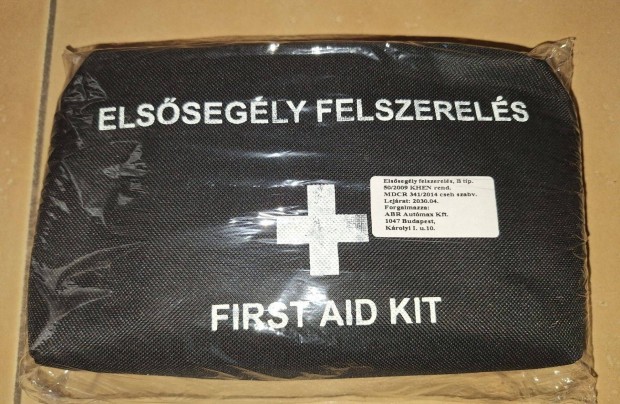 ELSŐSEGÉLY FELSZERELÉS
Elsősegély felszerelés, B típ.
50/2009 KHEN rend.
MDCR 341/2014 cseh szabv.
Lejárat: 2030.04.
Forgalmazza:
ABR Autómax Kft.
1047 Budapest,
Károlyi I. u.10.
FIRST AID KIT